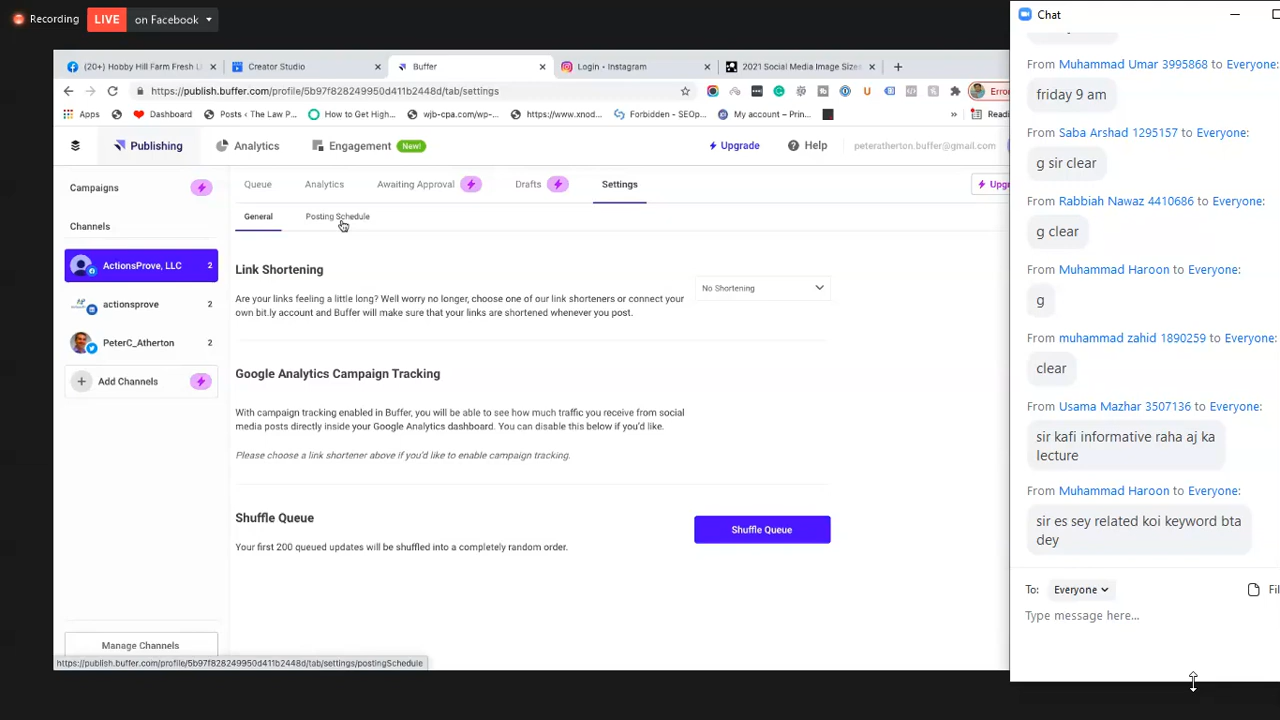 Recording
LIVE
on Facebook
(20+) Hobby Hill Farm Fresh
Creator Studio
Buffer
Login • Instagram
2021 Social Media Image Sizes
https://publish.buffer.com/profile/5b97f828249950d411b2448d/tab/settings
Apps
Dashboard
Posts ‹ The Law P...
How to Get High...
wjb-cpa.com/wp-...
https://www.xnod...
Forbidden - SEOp...
My account – Prin...
»
Publishing
Analytics
Engagement
New!
Upgrade
Help
peteratherton.buffer@gmail.com
Campaigns
Channels
ActionsProve, LLC 2
actionsprove 2
PeterC_Atherton 2
Add Channels
Manage Channels
Queue
Analytics
Awaiting Approval
Drafts
Settings
General
Posting Schedule
Link Shortening
Are your links feeling a little long? Well worry no longer, choose one of our link shorteners or connect your
own bit.ly account and Buffer will make sure that your links are shortened whenever you post.
No Shortening
Google Analytics Campaign Tracking
With campaign tracking enabled in Buffer, you will be able to see how much traffic you receive from social
media posts directly inside your Google Analytics dashboard. You can disable this below if you'd like.
Please choose a link shortener above if you'd like to enable campaign tracking.
Shuffle Queue
Your first 200 queued updates will be shuffled into a completely random order.
Shuffle Queue
https://publish.buffer.com/profile/5b97f828249950d411b2448d/tab/settings/postingSchedule
Chat
From Muhammad Umar 3995868 to Everyone:
friday 9 am
From Saba Arshad 1295157 to Everyone:
g sir clear
From Rabbiah Nawaz 4410686 to Everyone:
g clear
From Muhammad Haroon to Everyone:
g
From muhammad zahid 1890259 to Everyone:
clear
From Usama Mazhar 3507136 to Everyone:
sir kafi informative raha aj ka
lecture
From Muhammad Haroon to Everyone:
sir es sey related koi keyword bta
dey
To: Everyone
Type message here...